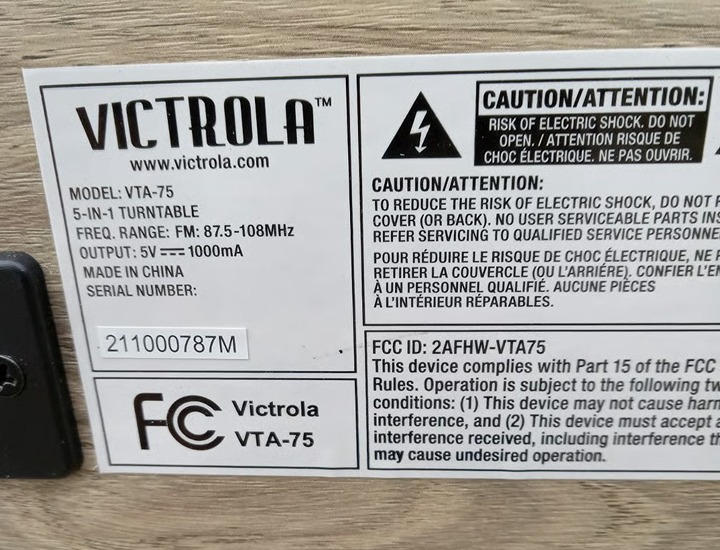 VICTROLA™
www.victrola.com
MODEL: VTA-75
5-IN-1 TURNTABLE
FREQ. RANGE: FM: 87.5-108MHz
OUTPUT: 5V⎓1000mA
MADE IN CHINA
SERIAL NUMBER:
211000787M
FC Victrola
VTA-75
CAUTION/ATTENTION:
RISK OF ELECTRIC SHOCK. DO NOT
OPEN. / ATTENTION RISQUE DE
CHOC ÉLECTRIQUE. NE PAS OUVRIR.
CAUTION/ATTENTION:
TO REDUCE THE RISK OF ELECTRIC SHOCK, DO NOT
COVER (OR BACK). NO USER SERVICEABLE PARTS
REFER SERVICING TO QUALIFIED SERVICE
POUR RÉDUIRE LE RISQUE DE CHOC ÉLECTRIQUE, NE
RETIRER LA COUVERCLE (OU L'ARRIÉRE). CONFIER
À UN PERSONNEL QUALIFIÉ. AUCUNE PIÈCES
À L'INTÉRIEUR RÉPARABLES.
FCC ID: 2AFHW-VTA75
This device complies with Part 15 of the FCC
Rules. Operation is subject to the following
conditions: (1) This device may not cause
interference, and (2) This device must accept
interference received, including interference
may cause undesired operation.